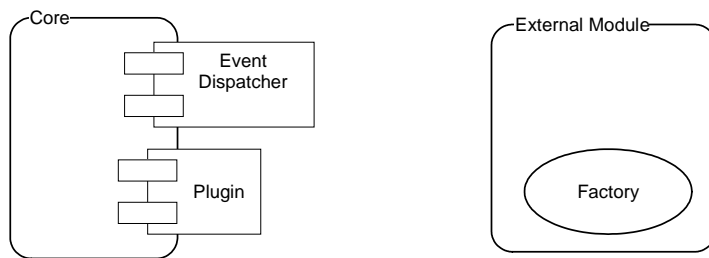 Core
External Module
Event
Dispatcher
Plugin
Factory